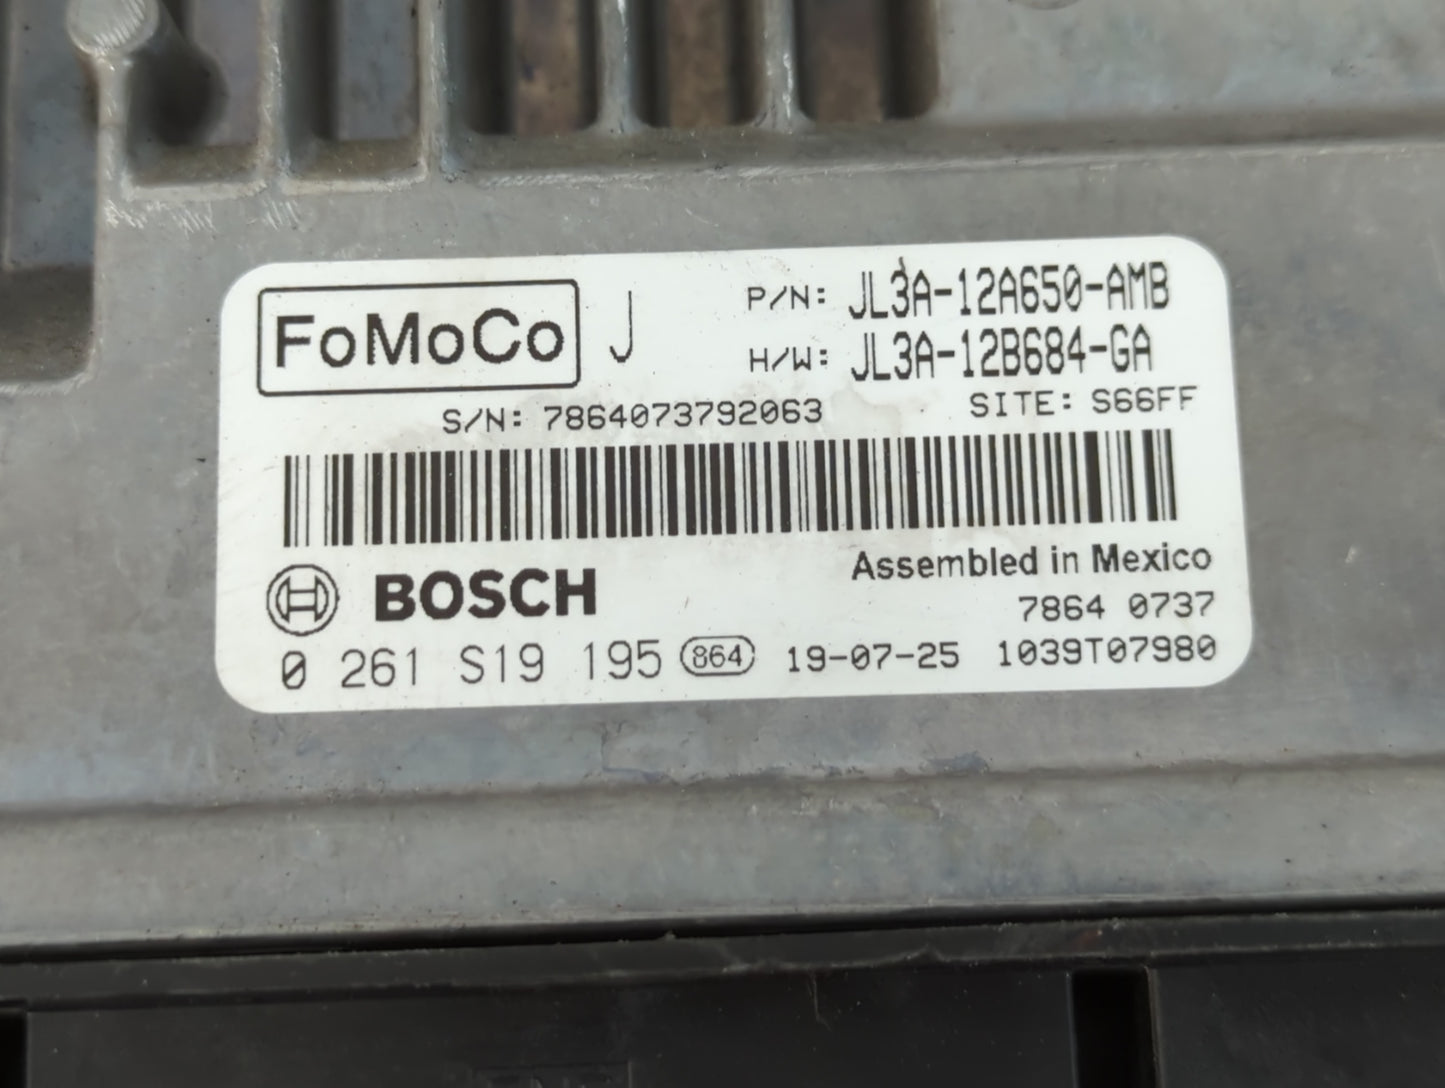 FoMoCo J P/N: JL3A-12A650-AMB
H/W: JL3A-12B684-GA
S/N: 7864073792063 SITE: S66FF
Assembled in Mexico
BOSCH
7864 0737
0 261 S19 195 864 19-07-25 1039T07980